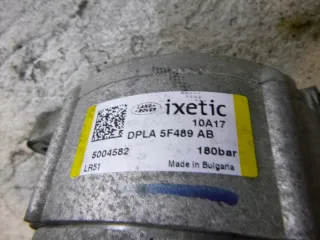 LAND ROVER
ixetic
10A17
DPLA 5F489 AB
5004582
180bar
LR51
Made in Bulgaria